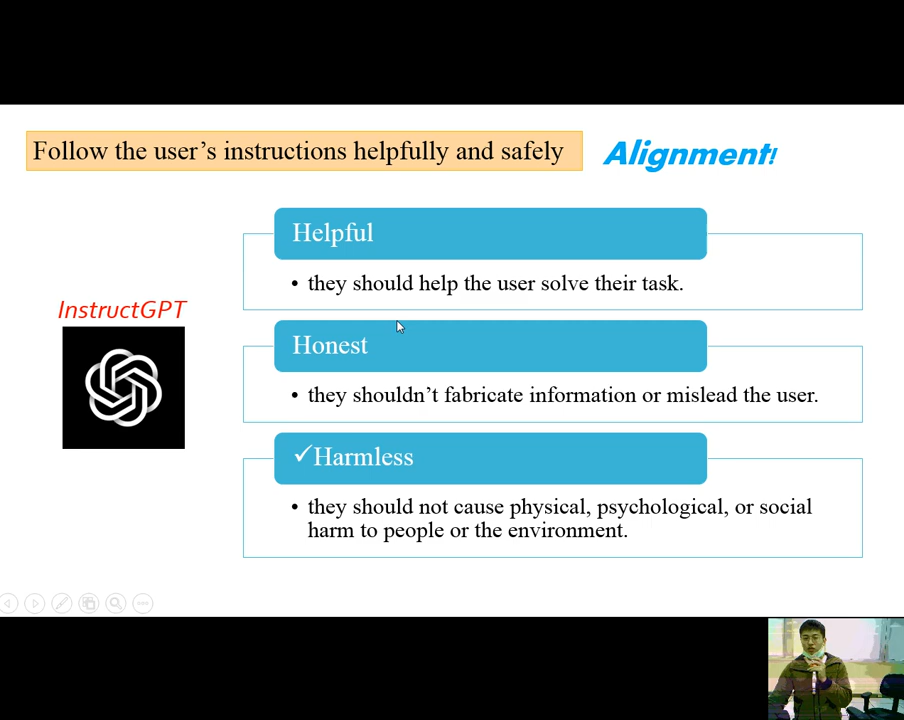 Follow the user’s instructions helpfully and safely
Alignment!
Helpful
• they should help the user solve their task.
InstructGPT
Honest
• they shouldn’t fabricate information or mislead the user.
✓Harmless
• they should not cause physical, psychological, or social
harm to people or the environment.